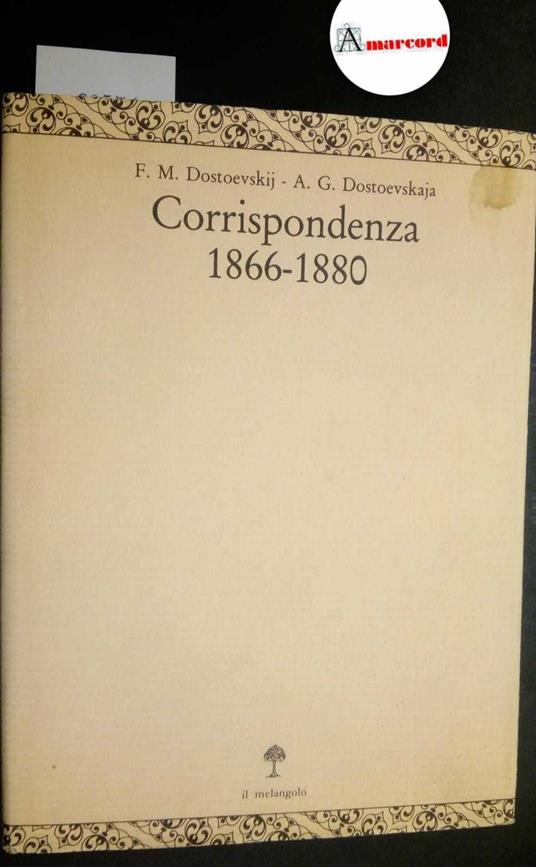 Amarcord
F. M. Dostoevskij - A. G. Dostoevskaja
Corrispondenza
1866-1880
il melangolo